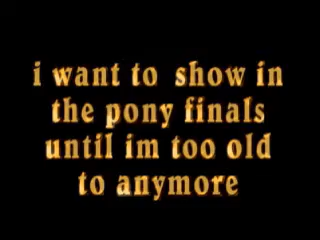 i want to show in
the pony finals
until im too old
to anymore